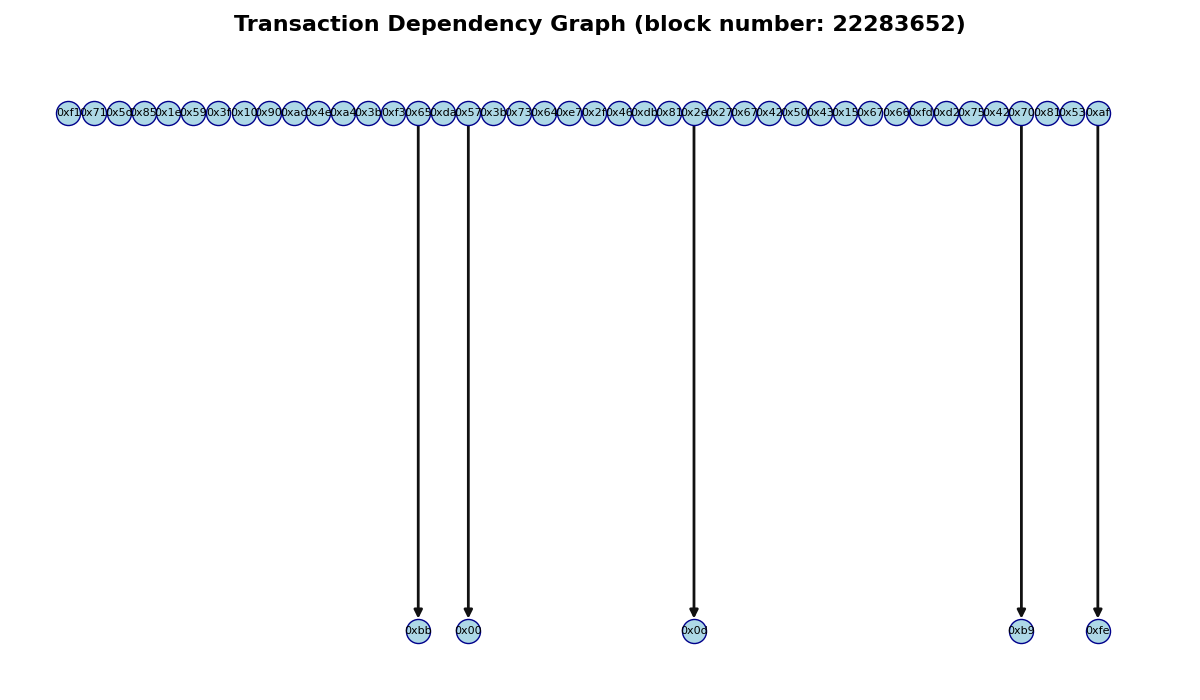 Transaction Dependency Graph (block number: 22283652)
0xf1 0x71 0x5c 0x85 0x1e 0x59 0x3f 0x10 0x90 0xac 0x4e 0xa4 0x3b 0xf3 0x65 0xda 0x57 0x3b 0x73 0x64 0xe7 0x2f 0x46 0xdb 0x81 0x2e 0x27 0x67 0x42 0x50 0x43 0x15 0x67 0x66 0xfd 0xd2 0x75 0x42 0x70 0x81 0x53 0xaf
0xbb 0x00 0x0d 0xb9 0xfe